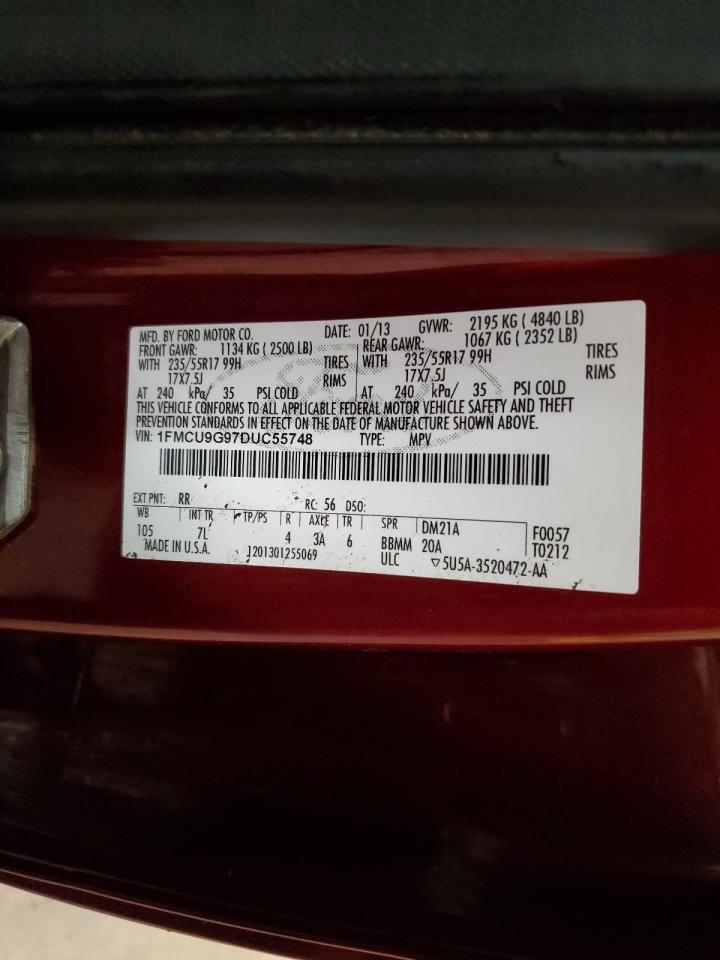 MFD. BY FORD MOTOR CO. DATE: 01/13 GVWR: 2195 KG ( 4840 LB)
FRONT GAWR: 1134 KG ( 2500 LB) REAR GAWR: 1067 KG ( 2352 LB)
WITH 235/55R17 99H TIRES WITH 235/55R17 99H TIRES
17X7.5J RIMS 17X7.5J RIMS
AT 240 kPa/ 35 PSI COLD AT 240 kPa/ 35 PSI COLD
THIS VEHICLE CONFORMS TO ALL APPLICABLE FEDERAL MOTOR VEHICLE SAFETY AND THEFT
PREVENTION STANDARDS IN EFFECT ON THE DATE OF MANUFACTURE SHOWN ABOVE.
VIN: 1FMCU9G97DUC55748 TYPE: MPV
EXT PNT: RR RC: 56 DSO:
WB INT TR TP/PS R AXLE TR SPR DM21A F0057
105 7L 4 3A 6 BBMM 20A T0212
MADE IN U.S.A. 1201301255069 ULC ▽5U5A-3520472-AA